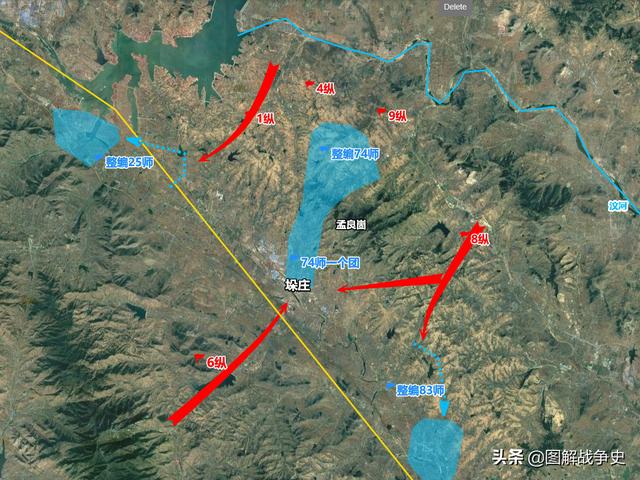 Delete
4纵
1纵
9纵
整编25师
整编74师
汶河
孟良崮
8纵
74师一个团
垛庄
6纵
整编83师
头条 @图解战争史